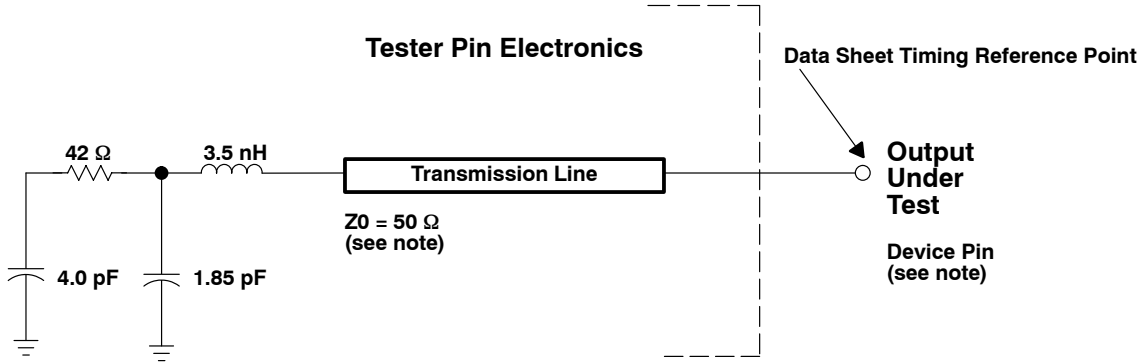 Tester Pin Electronics
Data Sheet Timing Reference Point
42 Ω
3.5 nH
Transmission Line
Output
Under
Test
Z0 = 50 Ω
(see note)
Device Pin
(see note)
4.0 pF
1.85 pF